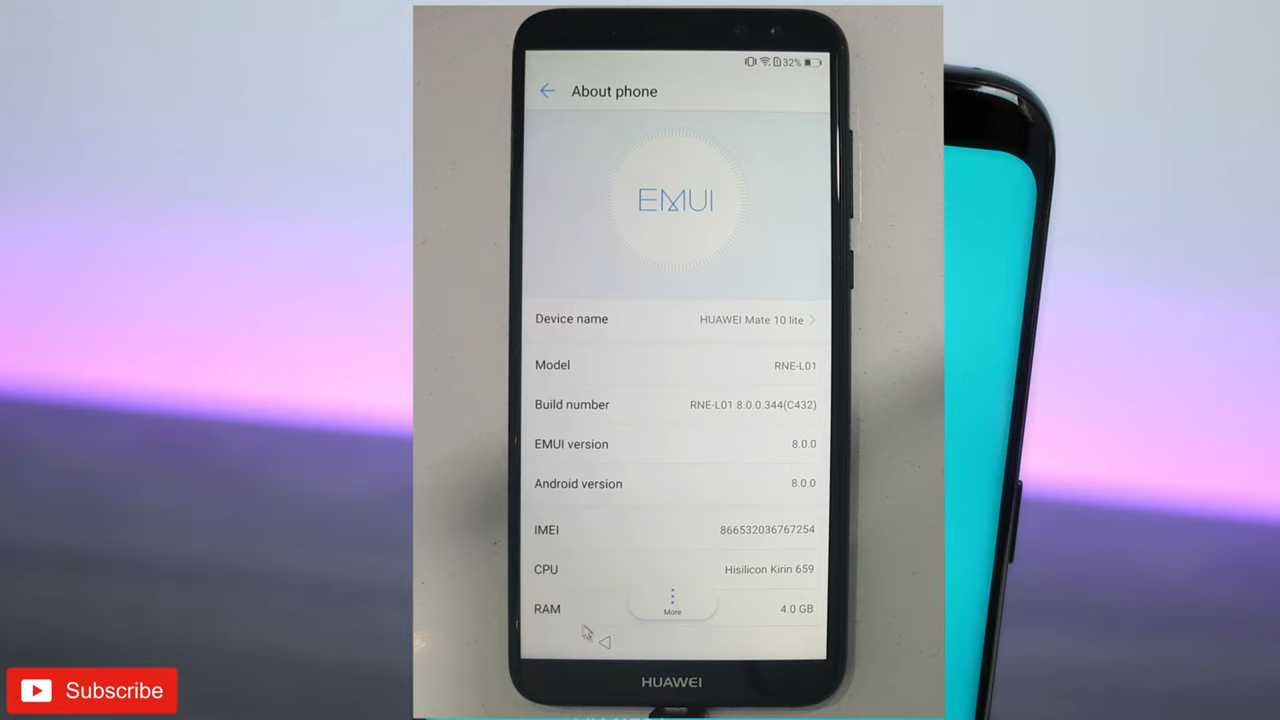 32%
About phone
EMUI
Device name HUAWEI Mate 10 lite
Model RNE-L01
Build number RNE-L01 8.0.0.344(C432)
EMUI version 8.0.0
Android version 8.0.0
IMEI 866532036767254
CPU Hisilicon Kirin 659
RAM 4.0 GB
More
HUAWEI
Subscribe